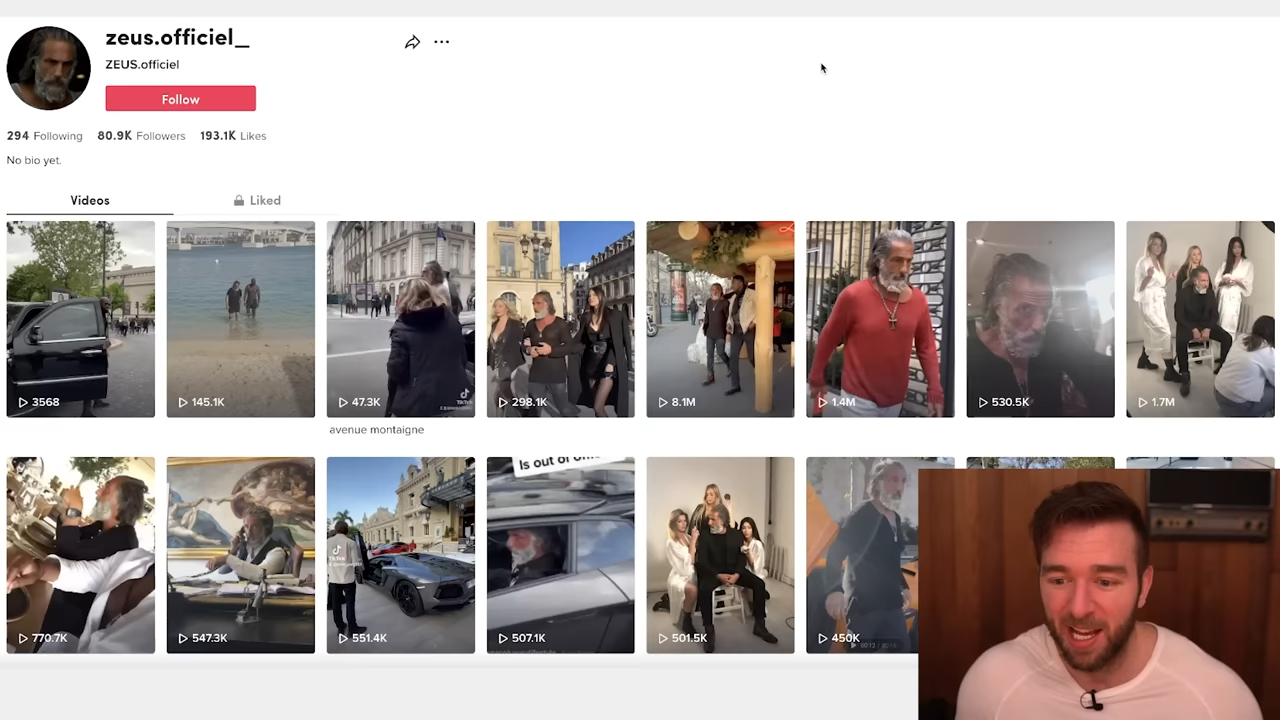 zeus.officiel_
ZEUS.officiel
Follow
294 Following 80.9K Followers 193.1K Likes
No bio yet.
Videos Liked
3568 145.1K 47.3K 298.1K 8.1M 1.4M 530.5K 1.7M
TikTok
avenue montaigne
Is out of
TikTok
770.7K 547.3K 551.4K 507.1K 501.5K 450K